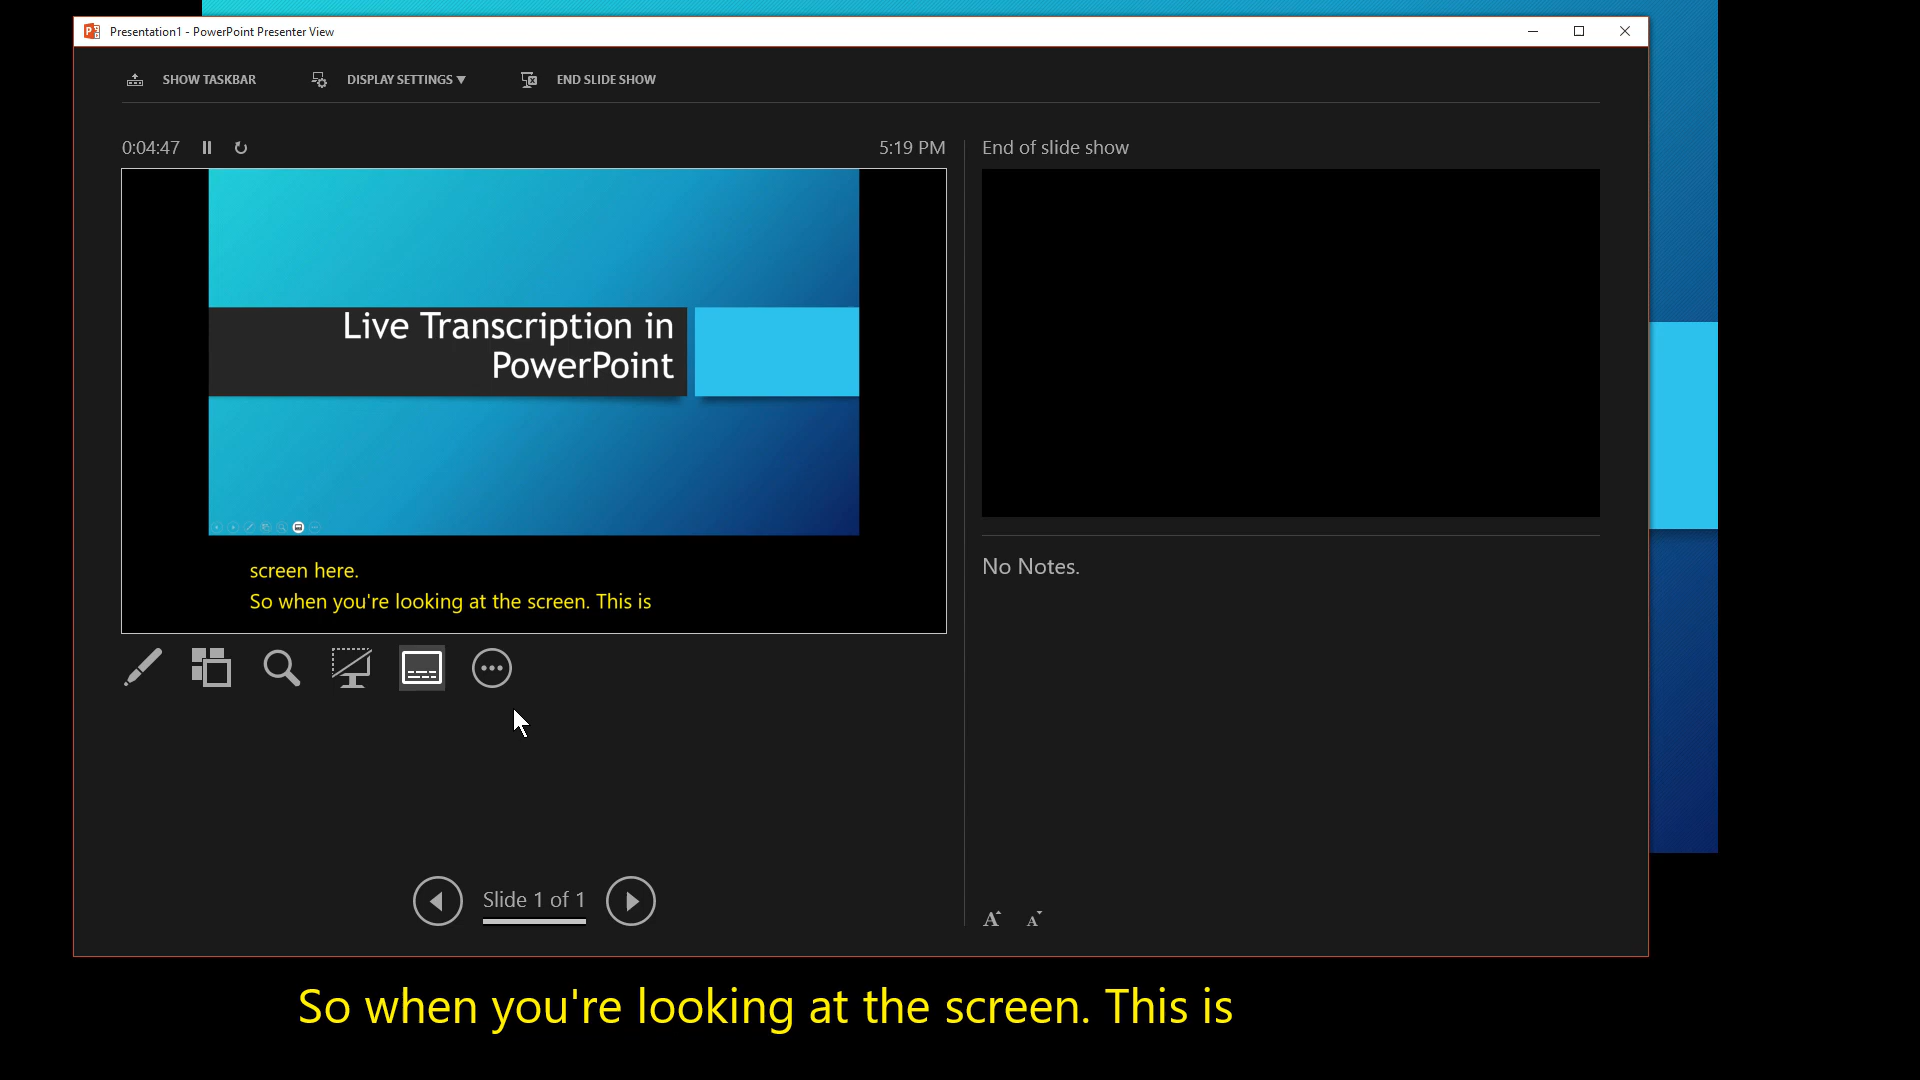 Presentation1 - PowerPoint Presenter View
SHOW TASKBAR
DISPLAY SETTINGS ▼
END SLIDE SHOW
0:04:47
5:19 PM
End of slide show
Live Transcription in
PowerPoint
screen here.
So when you're looking at the screen. This is
No Notes.
Slide 1 of 1
A
A
So when you're looking at the screen. This is